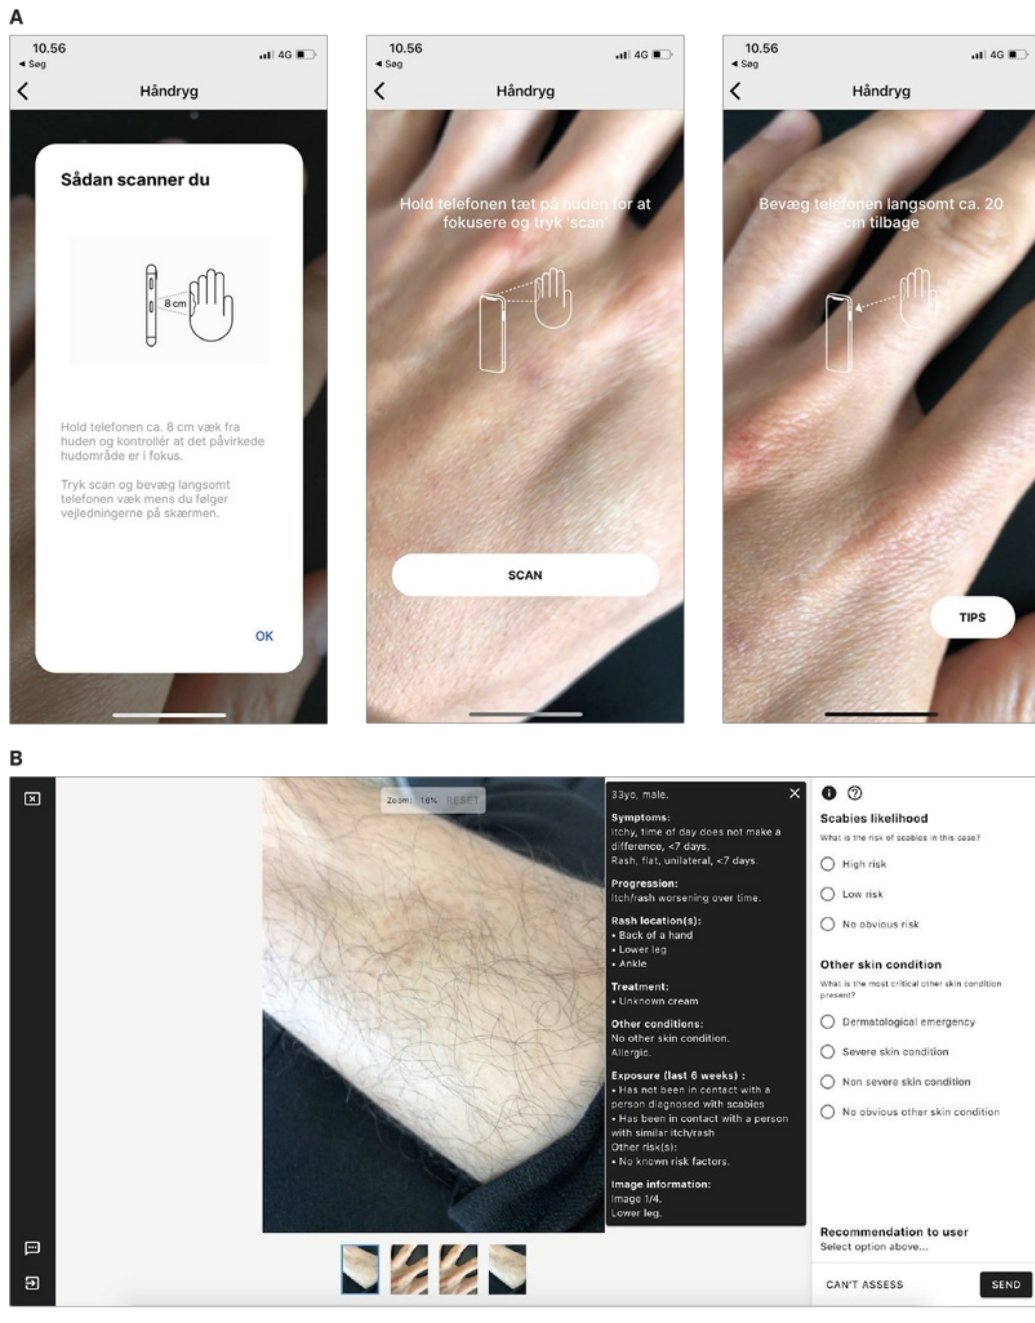 A
10.56
◀ Søg
4G
Håndryg
Sådan scanner du
8 cm
Hold telefonen ca. 8 cm væk fra
huden og kontrollér at det påvirkede
hudområde er i fokus.
Tryk scan og bevæg langsomt
telefonen væk mens du følger
vejledningerne på skærmen.
OK
10.56
◀ Søg
4G
Håndryg
Hold telefonen tæt på huden for at
fokusere og tryk 'scan'
SCAN
10.56
◀ Søg
4G
Håndryg
Bevæg telefonen langsomt ca. 20
cm tilbage
TIPS
B
Zoom: 16% RESET
33yo, male.
Symptoms:
Itchy, time of day does not make a
difference, <7 days.
Rash, flat, unilateral, <7 days.
Progression:
Itch/rash worsening over time.
Rash location(s):
• Back of a hand
• Lower leg
• Ankle
Treatment:
• Unknown cream
Other conditions:
No other skin condition.
Allergic.
Exposure (last 6 weeks) :
• Has not been in contact with a
person diagnosed with scabies
• Has been in contact with a person
with similar itch/rash
Other risk(s):
• No known risk factors.
Image information:
Image 1/4.
Lower leg.
Scabies likelihood
What is the risk of scabies in this case?
High risk
Low risk
No obvious risk
Other skin condition
What is the most critical other skin condition
present?
Dermatological emergency
Severe skin condition
Non severe skin condition
No obvious other skin condition
Recommendation to user
Select option above...
CAN'T ASSESS
SEND